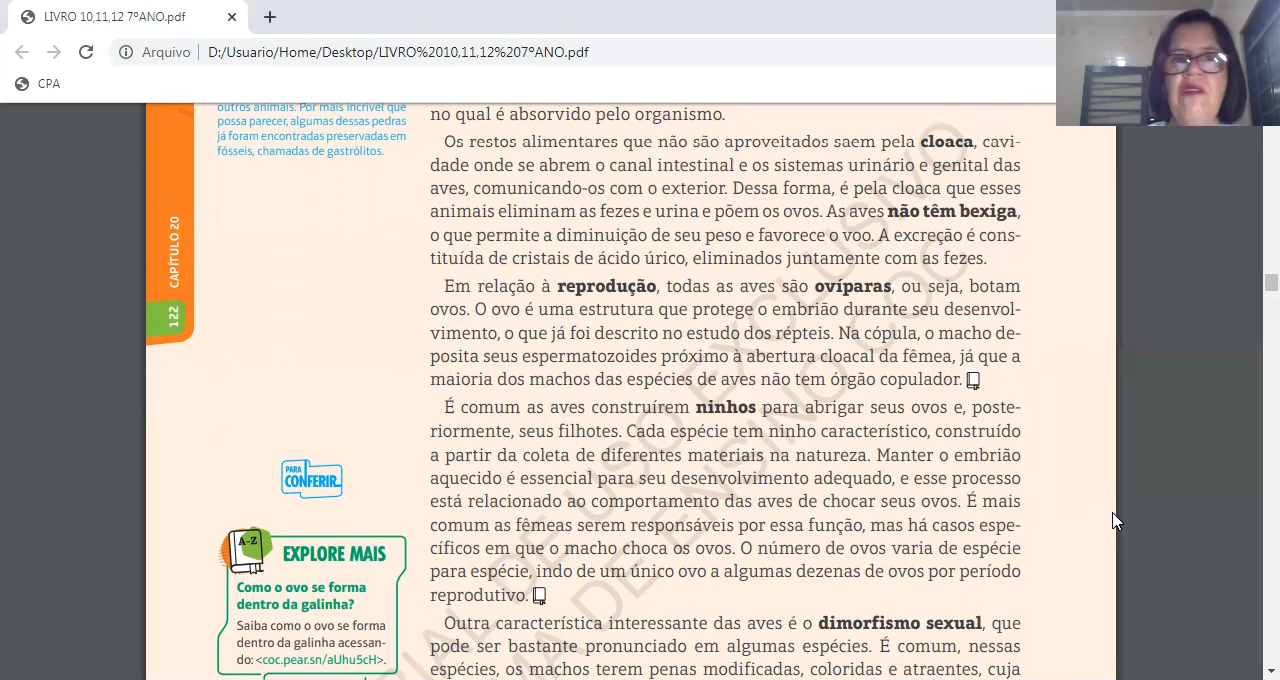 LIVRO 10,11,12 7ºANO.pdf
Arquivo
D:/Usuario/Home/Desktop/LIVRO%2010,11,12%207ºANO.pdf
CPA
outros animais. Por mais incrível que
possa parecer, algumas dessas pedras
já foram encontradas preservadas em
fósseis, chamadas de gastrólitos.
CAPÍTULO 20
122
no qual é absorvido pelo organismo.
Os restos alimentares que não são aproveitados saem pela cloaca, cavi-
dade onde se abrem o canal intestinal e os sistemas urinário e genital das
aves, comunicando-os com o exterior. Dessa forma, é pela cloaca que esses
animais eliminam as fezes e urina e põem os ovos. As aves não têm bexiga,
o que permite a diminuição de seu peso e favorece o voo. A excreção é cons-
tituída de cristais de ácido úrico, eliminados juntamente com as fezes.
Em relação à reprodução, todas as aves são ovíparas, ou seja, botam
ovos. O ovo é uma estrutura que protege o embrião durante seu desenvol-
vimento, o que já foi descrito no estudo dos répteis. Na cópula, o macho de-
posita seus espermatozoides próximo à abertura cloacal da fêmea, já que a
maioria dos machos das espécies de aves não tem órgão copulador.
É comum as aves construírem ninhos para abrigar seus ovos e, poste-
riormente, seus filhotes. Cada espécie tem ninho característico, construído
a partir da coleta de diferentes materiais na natureza. Manter o embrião
aquecido é essencial para seu desenvolvimento adequado, e esse processo
está relacionado ao comportamento das aves de chocar seus ovos. É mais
comum as fêmeas serem responsáveis por essa função, mas há casos espe-
cíficos em que o macho choca os ovos. O número de ovos varia de espécie
para espécie, indo de um único ovo a algumas dezenas de ovos por período
reprodutivo.
Outra característica interessante das aves é o dimorfismo sexual, que
pode ser bastante pronunciado em algumas espécies. É comum, nessas
espécies, os machos terem penas modificadas, coloridas e atraentes, cuja
PARA
CONFERIR
A-Z
EXPLORE MAIS
Como o ovo se forma
dentro da galinha?
Saiba como o ovo se forma
dentro da galinha acessan-
do: <coc.pear.sn/aUhu5cH>.
DE USO EXCLUSIVO
DE ENSINO COC